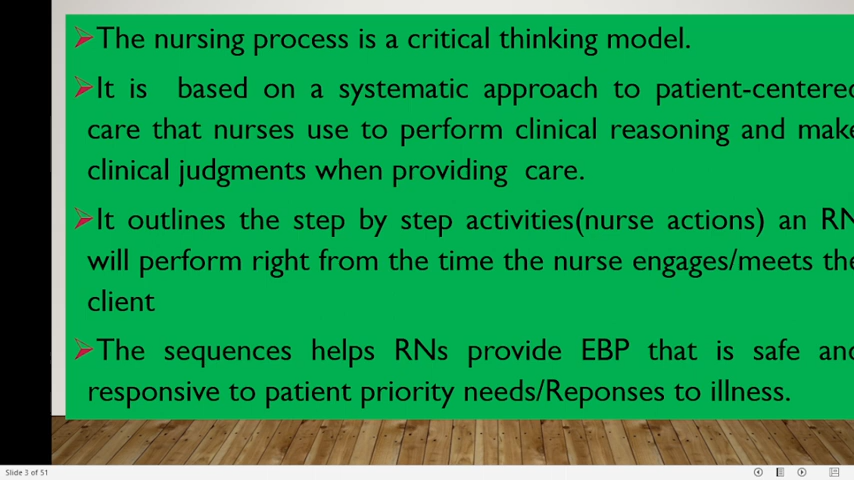 The nursing process is a critical thinking model.
It is based on a systematic approach to patient-centered
care that nurses use to perform clinical reasoning and make
clinical judgments when providing care.
It outlines the step by step activities(nurse actions) an RN
will perform right from the time the nurse engages/meets the
client
The sequences helps RNs provide EBP that is safe and
responsive to patient priority needs/Reponses to illness.
Slide 3 of 51